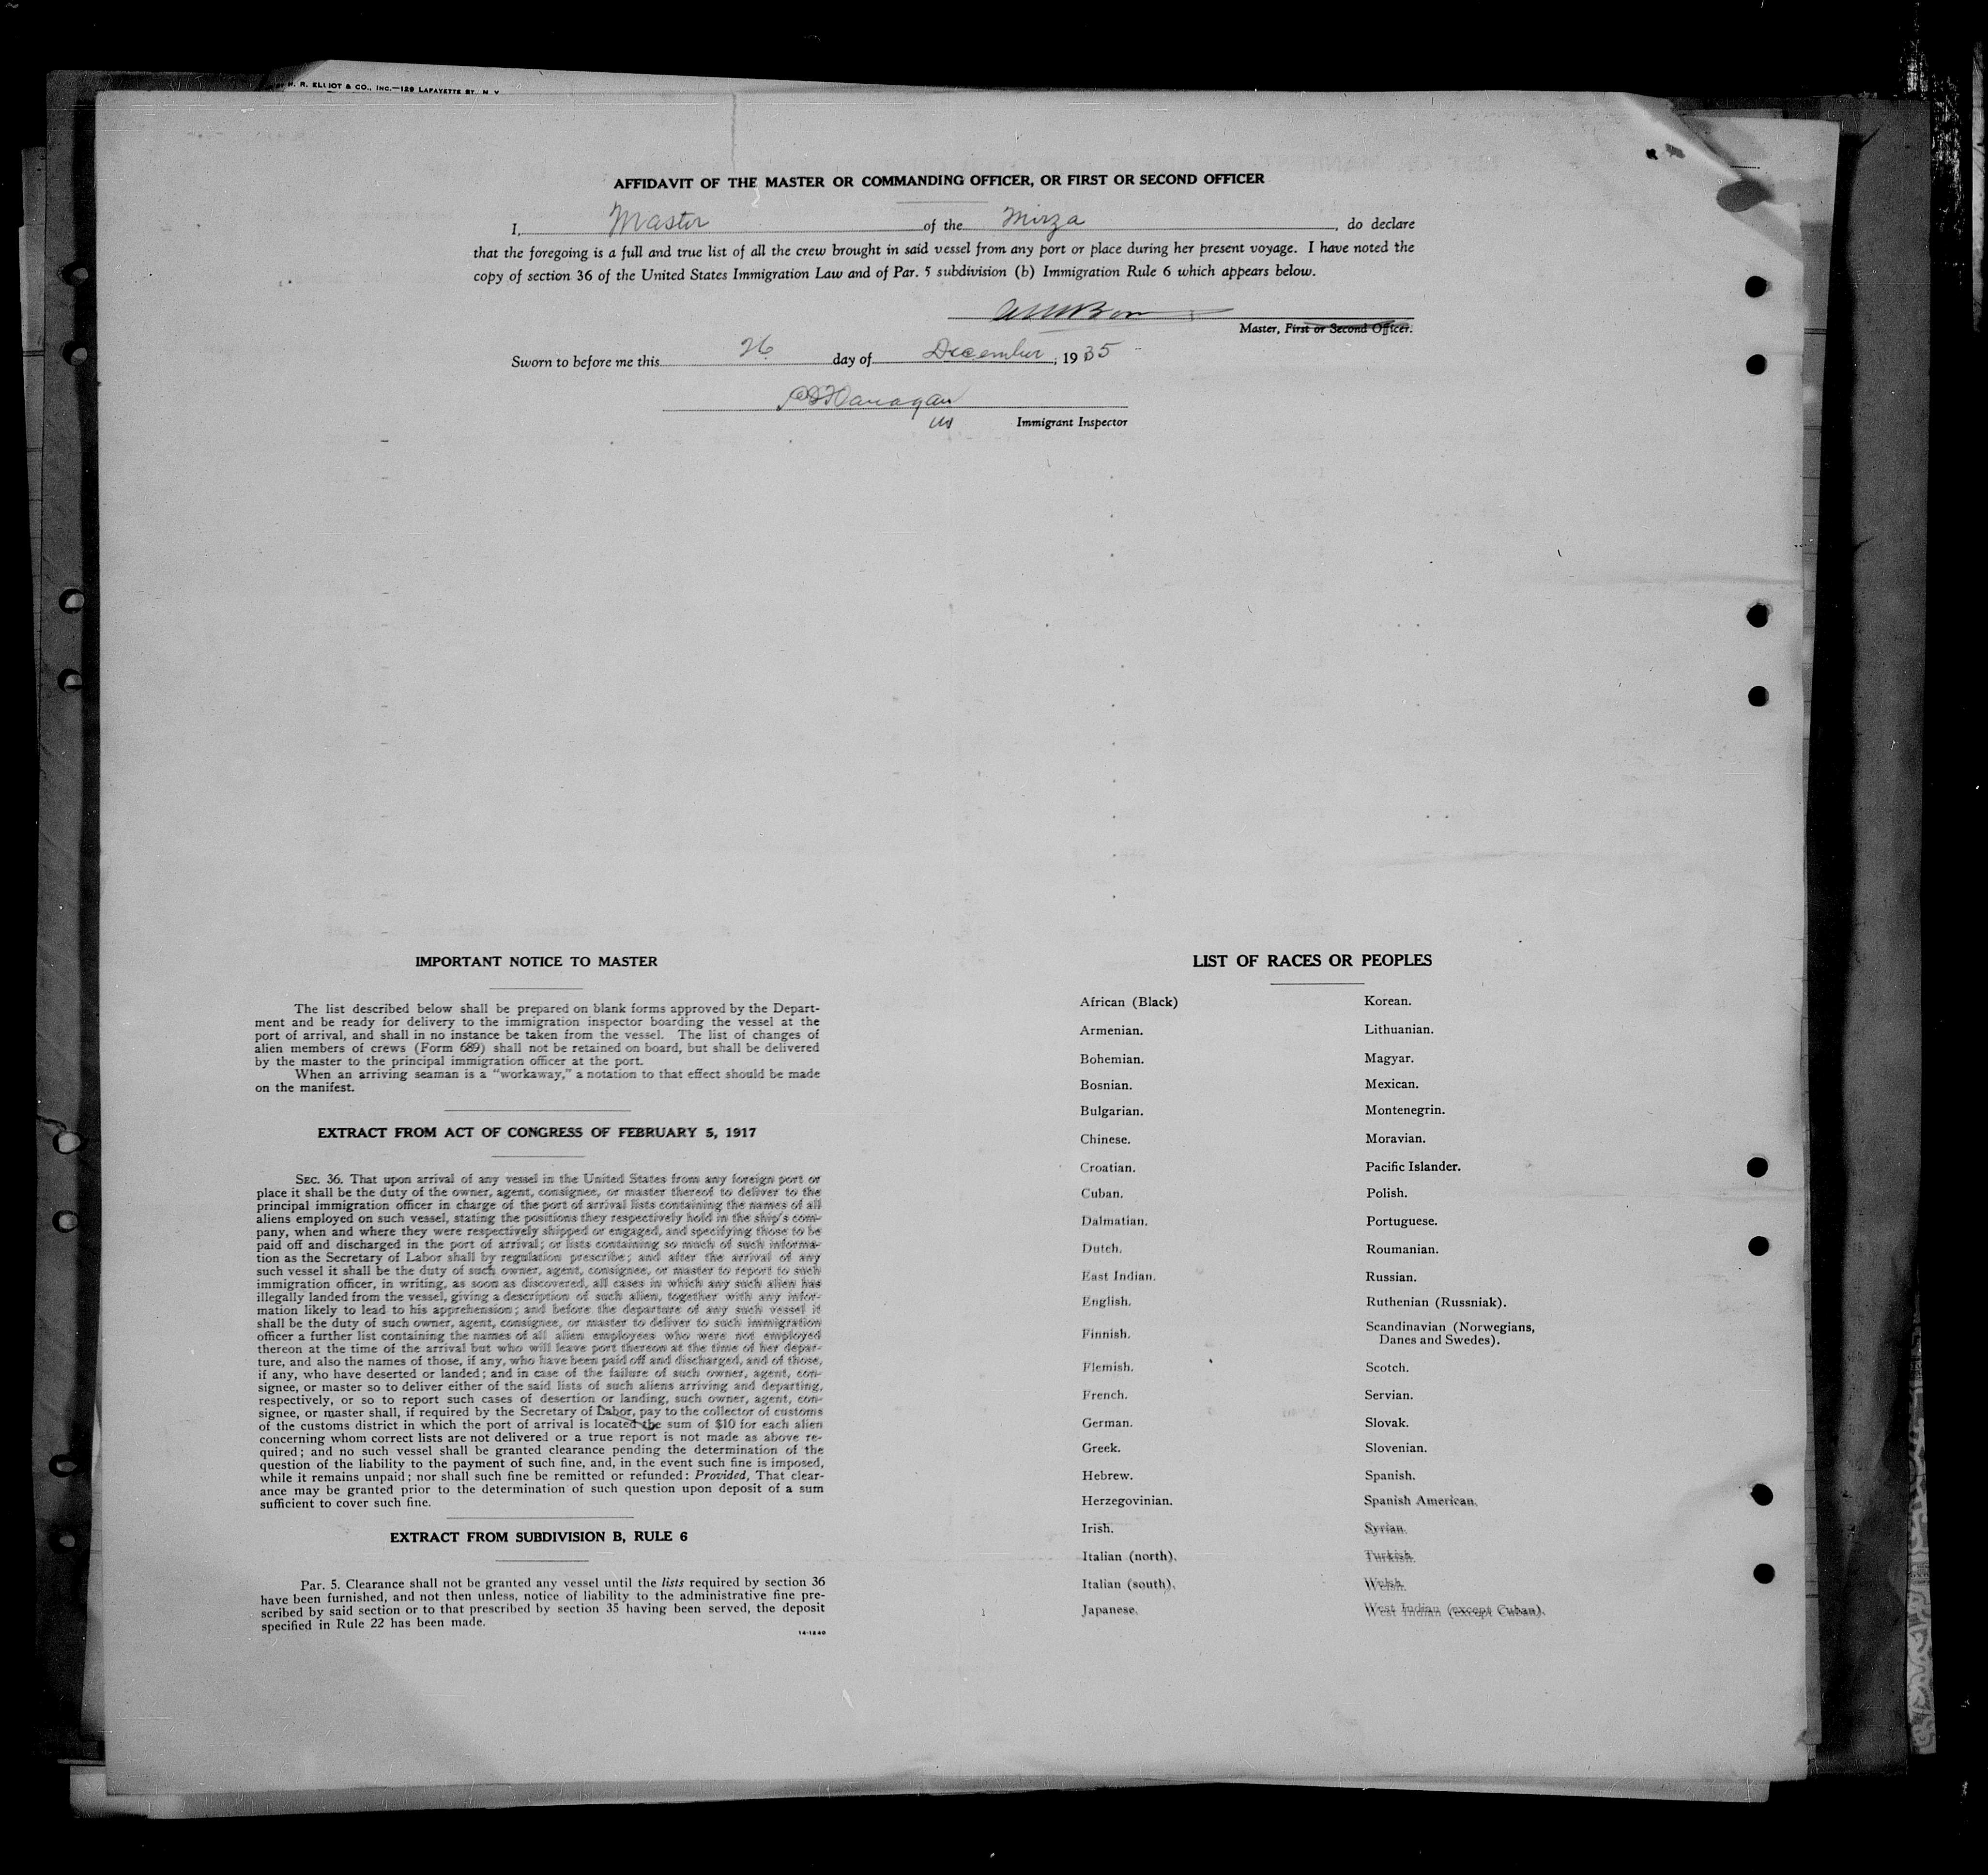 H. R. ELLIOT & CO., INC.—129 LAFAYETTE ST. N. Y
AFFIDAVIT OF THE MASTER OR COMMANDING OFFICER, OR FIRST OR SECOND OFFICER
I, Master of the Mirza, do declare
that the foregoing is a full and true list of all the crew brought in said vessel from any port or place during her present voyage. I have noted the
copy of section 36 of the United States Immigration Law and of Par. 5 subdivision (b) Immigration Rule 6 which appears below.
Master, First or Second Officer.
Sworn to before me this 26 day of December, 1935
Immigrant Inspector
IMPORTANT NOTICE TO MASTER
The list described below shall be prepared on blank forms approved by the Depart-
ment and be ready for delivery to the immigration inspector boarding the vessel at the
port of arrival, and shall in no instance be taken from the vessel. The list of changes of
alien members of crews (Form 689) shall not be retained on board, but shall be delivered
by the master to the principal immigration officer at the port.
When an arriving seaman is a "workaway," a notation to that effect should be made
on the manifest.
EXTRACT FROM ACT OF CONGRESS OF FEBRUARY 5, 1917
SEC. 36. That upon arrival of any vessel in the United States from any foreign port or
place it shall be the duty of the owner, agent, consignee, or master thereof to deliver to the
principal immigration officer in charge of the port of arrival lists containing the names of all
aliens employed on such vessel, stating the positions they respectively hold in the ship's com-
pany, when and where they were respectively shipped or engaged, and specifying those to be
paid off and discharged in the port of arrival; or lists containing so much of such informa-
tion as the Secretary of Labor shall by regulation prescribe; and after the arrival of any
such vessel it shall be the duty of such owner, agent, consignee, or master to report to such
immigration officer, in writing, as soon as discovered, all cases in which any such alien has
illegally landed from the vessel, giving a description of such alien, together with any infor-
mation likely to lead to his apprehension; and before the departure of any such vessel it
shall be the duty of such owner, agent, consignee, or master to deliver to such immigration
officer a further list containing the names of all alien employees who were not employed
thereon at the time of the arrival but who will leave port thereon at the time of her depar-
ture, and also the names of those, if any, who have been paid off and discharged, and of those,
if any, who have deserted or landed; and in case of the failure of such owner, agent, con-
signee, or master so to deliver either of the said lists of such aliens arriving and departing,
respectively, or so to report such cases of desertion or landing, such owner, agent, con-
signee, or master shall, if required by the Secretary of Labor, pay to the collector of customs
of the customs district in which the port of arrival is located the sum of $10 for each alien
concerning whom correct lists are not delivered or a true report is not made as above re-
quired; and no such vessel shall be granted clearance pending the determination of the
question of the liability to the payment of such fine, and, in the event such fine is imposed,
while it remains unpaid; nor shall such fine be remitted or refunded: Provided, That clear-
ance may be granted prior to the determination of such question upon deposit of a sum
sufficient to cover such fine.
EXTRACT FROM SUBDIVISION B, RULE 6
Par. 5. Clearance shall not be granted any vessel until the lists required by section 36
have been furnished, and not then unless, notice of liability to the administrative fine pre-
scribed by said section or to that prescribed by section 35 having been served, the deposit
specified in Rule 22 has been made.
14-1240
LIST OF RACES OR PEOPLES
African (Black)
Armenian.
Bohemian.
Bosnian.
Bulgarian.
Chinese.
Croatian.
Cuban.
Dalmatian.
Dutch.
East Indian.
English.
Finnish.
Flemish.
French.
German.
Greek.
Hebrew.
Herzegovinian.
Irish.
Italian (north).
Italian (south).
Japanese.
Korean.
Lithuanian.
Magyar.
Mexican.
Montenegrin.
Moravian.
Pacific Islander.
Polish.
Portuguese.
Roumanian.
Russian.
Ruthenian (Russniak).
Scandinavian (Norwegians,
Danes and Swedes).
Scotch.
Servian.
Slovak.
Slovenian.
Spanish.
Spanish American.
Syrian.
Turkish.
Welsh.
West Indian (except Cuban).